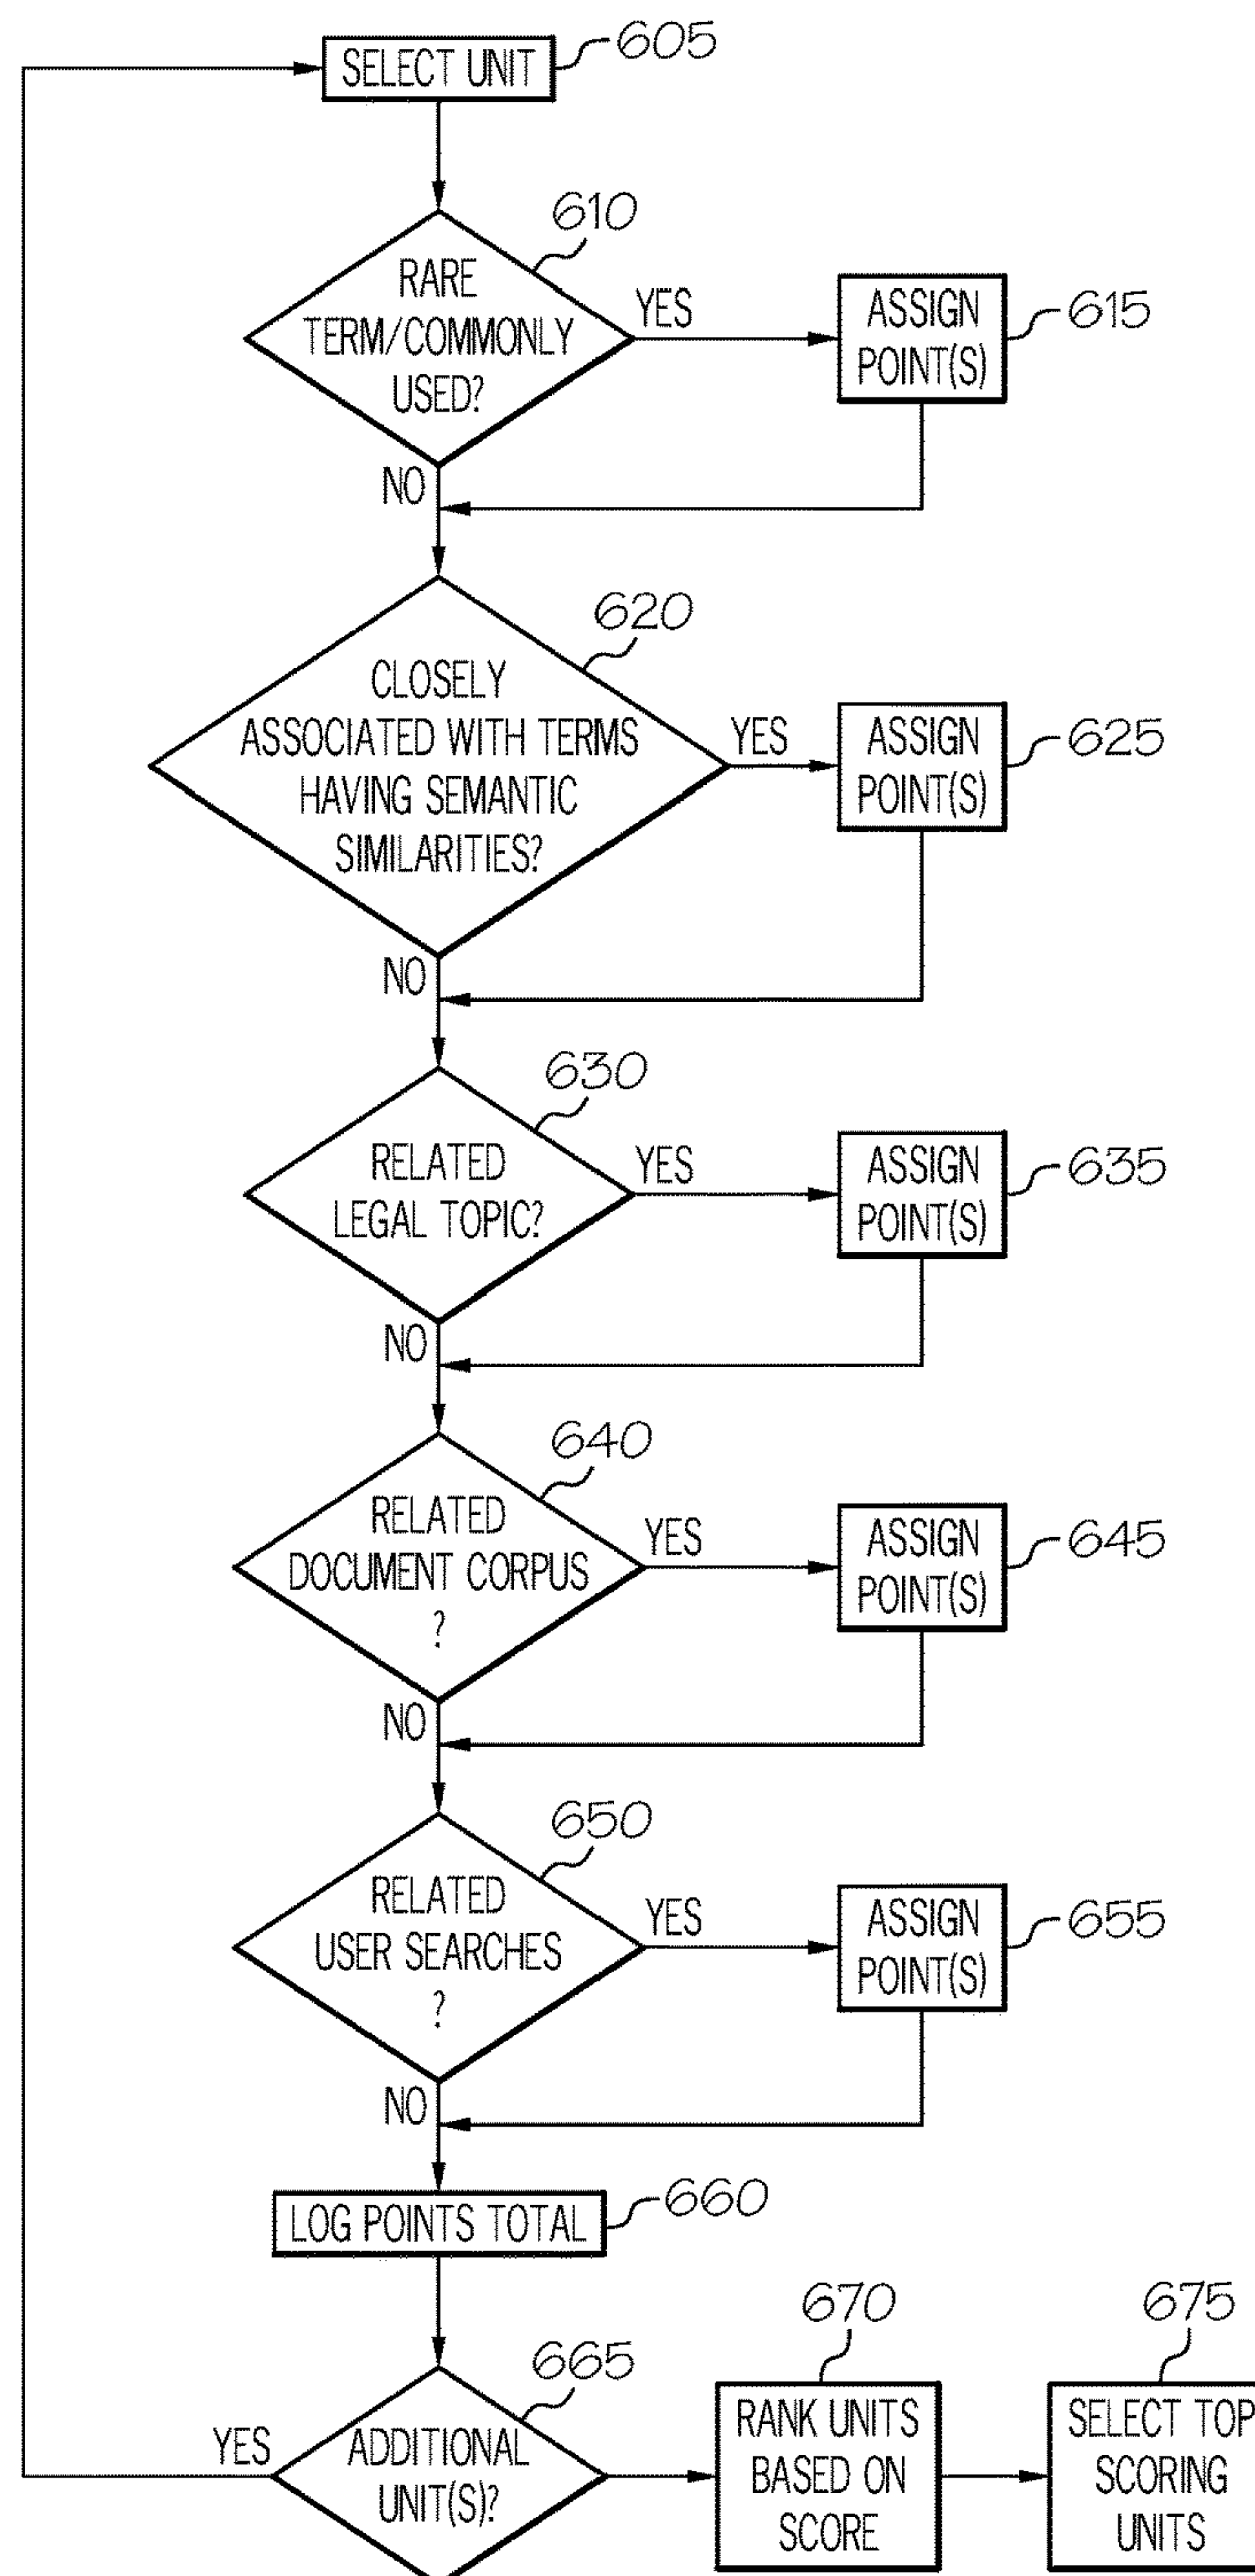 SELECT UNIT
605
610
RARE
TERM/COMMONLY
USED?
YES
ASSIGN
POINT(S)
615
NO
620
CLOSELY
ASSOCIATED WITH TERMS
HAVING SEMANTIC
SIMILARITIES?
YES
ASSIGN
POINT(S)
625
NO
630
RELATED
LEGAL TOPIC?
YES
ASSIGN
POINT(S)
635
NO
640
RELATED
DOCUMENT CORPUS
?
YES
ASSIGN
POINT(S)
645
NO
650
RELATED
USER SEARCHES
?
YES
ASSIGN
POINT(S)
655
NO
LOG POINTS TOTAL
660
665
ADDITIONAL
UNIT(S)?
YES
670
RANK UNITS
BASED ON
SCORE
675
SELECT TOP
SCORING
UNITS